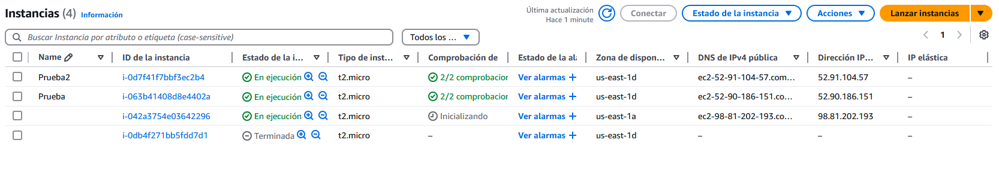 Instancias (4) Información
Última actualización
Hace 1 minute
Conectar
Estado de la instancia
Acciones
Lanzar instancias
Buscar Instancia por atributo o etiqueta (case-sensitive)
Todos los ...
1
Name ID de la instancia Estado de la i... Tipo de inst... Comprobación de Estado de la ala Zona de dispon... DNS de IPv4 pública Dirección IP... IP elástica
Prueba2 i-0d7f41f7bbf3ec2b4 En ejecución t2.micro 2/2 comprobacior Ver alarmas + us-east-1d ec2-52-91-104-57.com... 52.91.104.57 –
Prueba i-063b41408d8e4402a En ejecución t2.micro 2/2 comprobacior Ver alarmas + us-east-1d ec2-52-90-186-151.co... 52.90.186.151 –
i-042a3754e03642296 En ejecución t2.micro Inicializando Ver alarmas + us-east-1a ec2-98-81-202-193.co... 98.81.202.193 –
i-0db4f271bb5fdd7d1 Terminada t2.micro – Ver alarmas + us-east-1d – – –